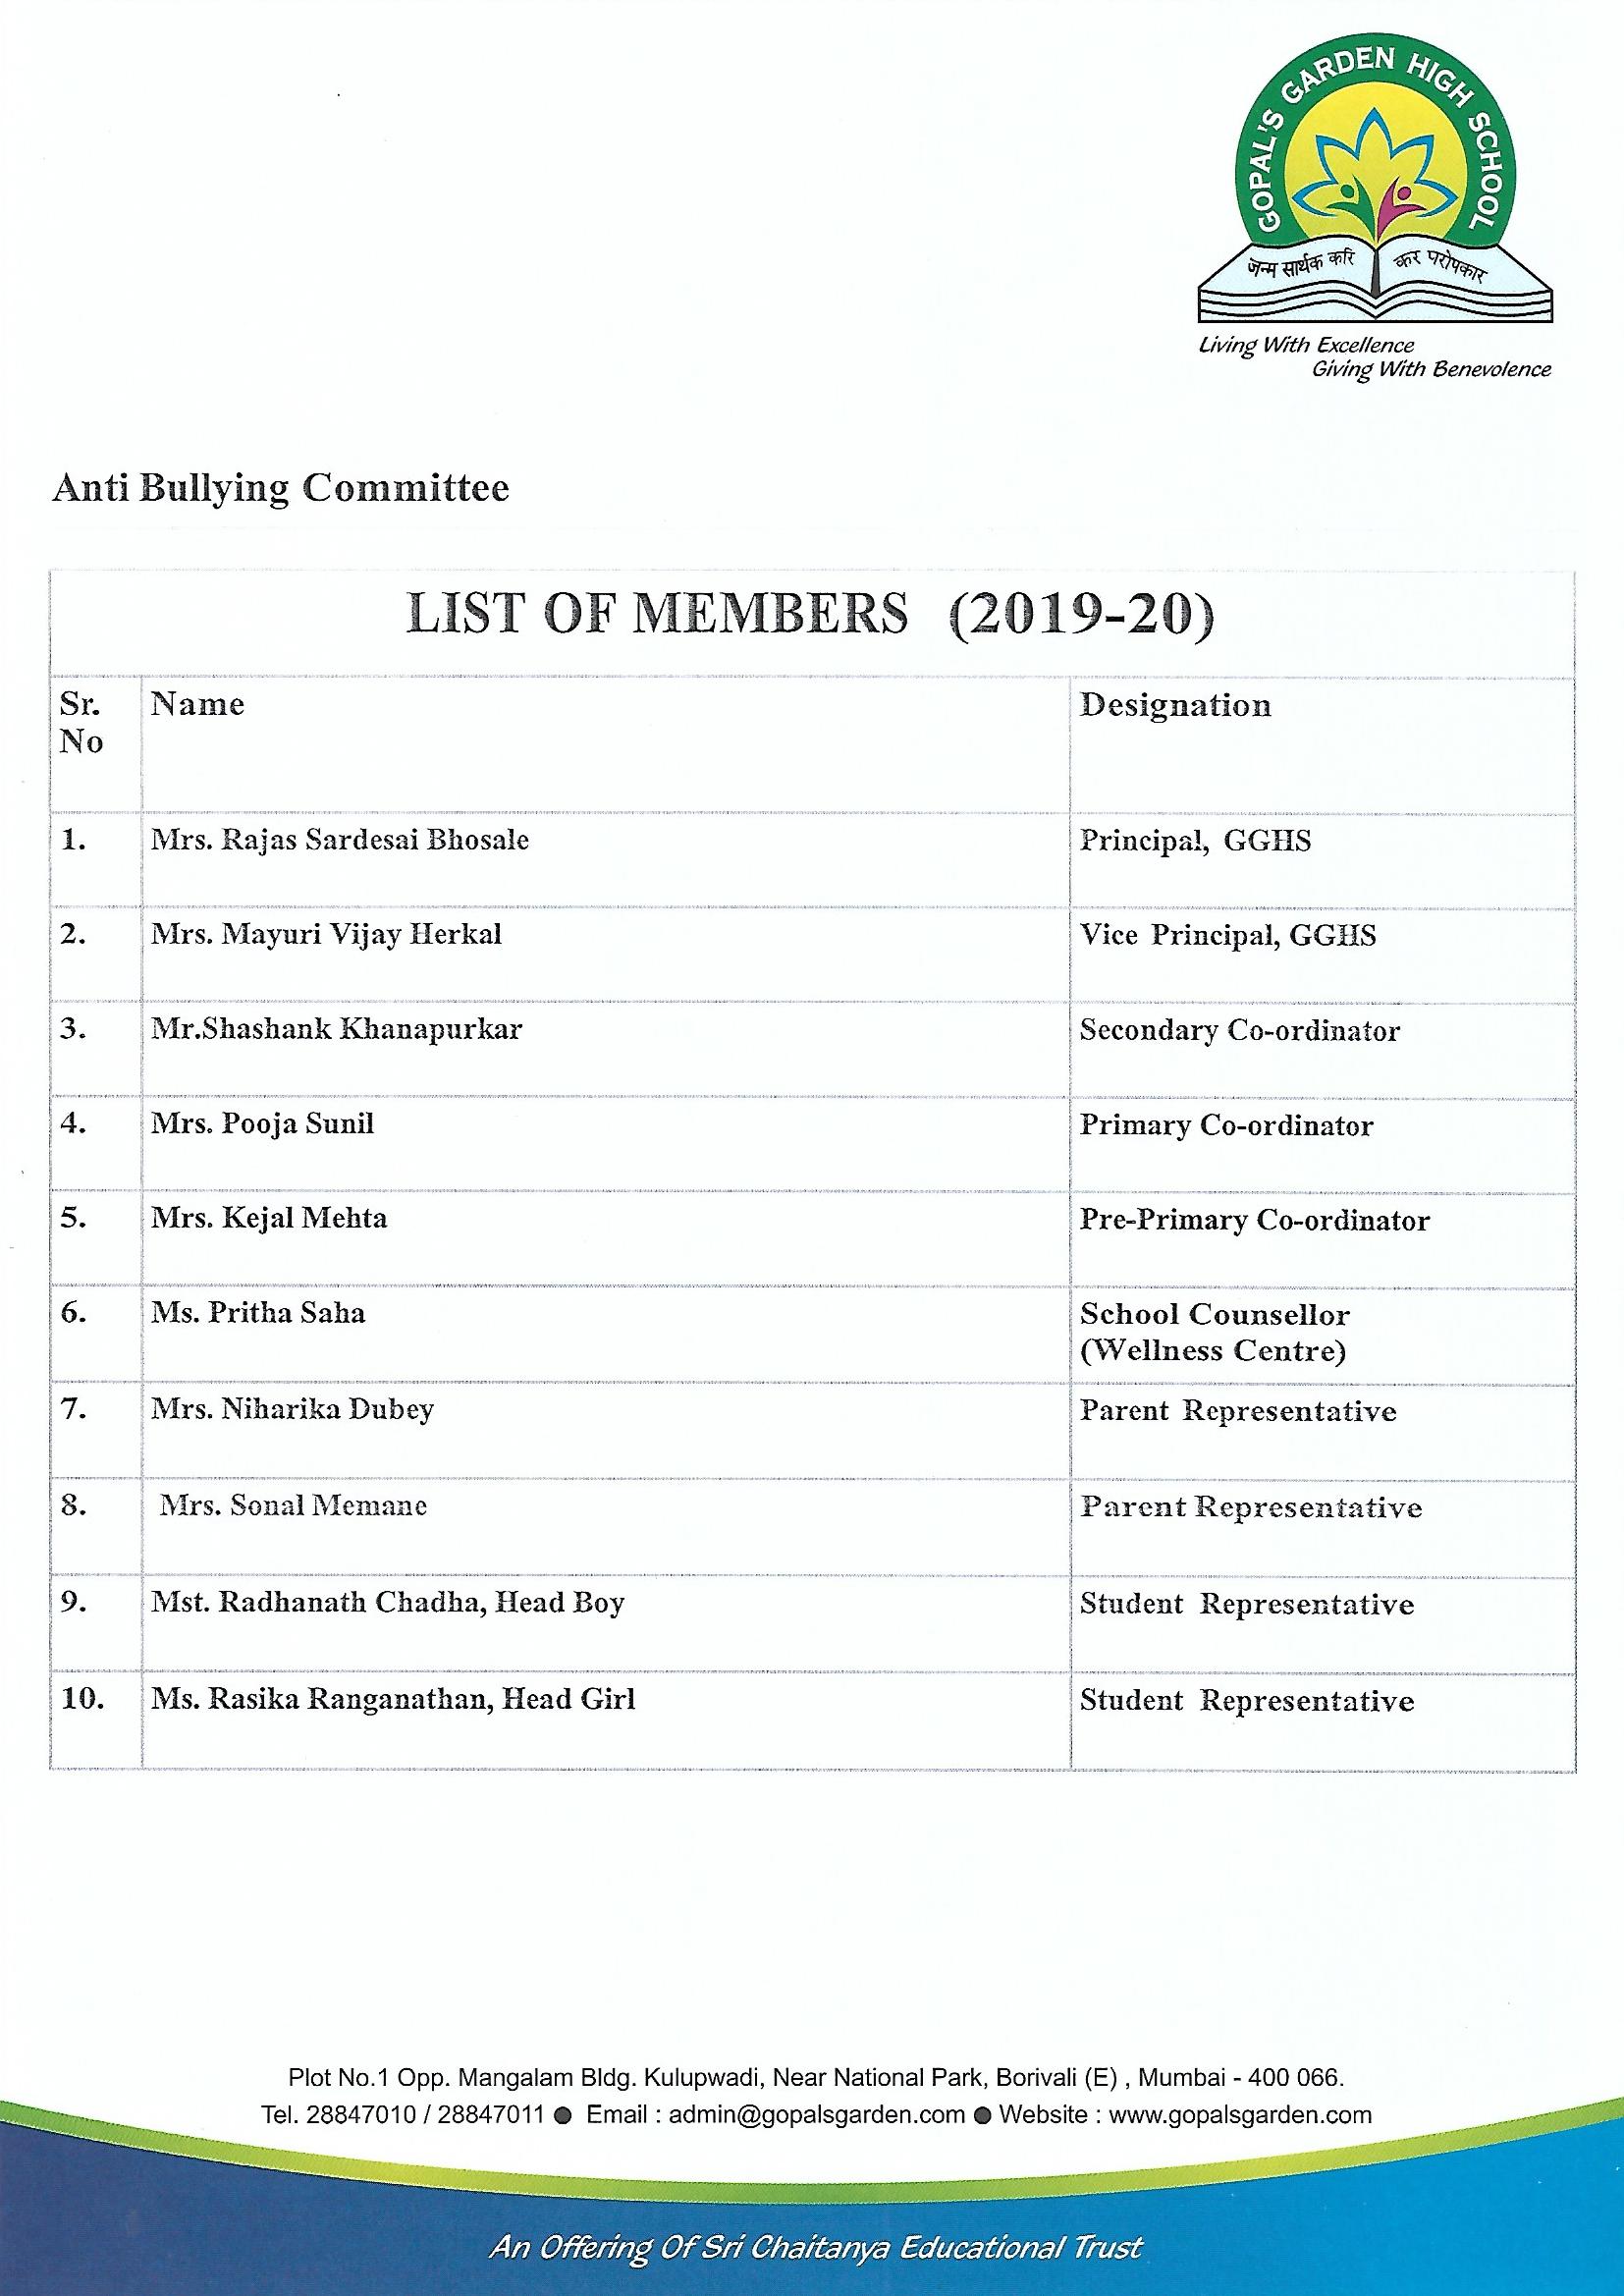 GOPAL'S GARDEN HIGH SCHOOL
जन्म सार्थक करि कर परोपकार
Living With Excellence
Giving With Benevolence
Anti Bullying Committee
LIST OF MEMBERS (2019-20)
Sr. No Name Designation
1. Mrs. Rajas Sardesai Bhosale Principal, GGHS
2. Mrs. Mayuri Vijay Herkal Vice Principal, GGHS
3. Mr.Shashank Khanapurkar Secondary Co-ordinator
4. Mrs. Pooja Sunil Primary Co-ordinator
5. Mrs. Kejal Mehta Pre-Primary Co-ordinator
6. Ms. Pritha Saha School Counsellor
(Wellness Centre)
7. Mrs. Niharika Dubey Parent Representative
8. Mrs. Sonal Memane Parent Representative
9. Mst. Radhanath Chadha, Head Boy Student Representative
10. Ms. Rasika Ranganathan, Head Girl Student Representative
Plot No.1 Opp. Mangalam Bldg. Kulupwadi, Near National Park, Borivali (E) , Mumbai - 400 066.
Tel. 28847010 / 28847011 ● Email : admin@gopalsgarden.com ● Website : www.gopalsgarden.com
An Offering Of Sri Chaitanya Educational Trust